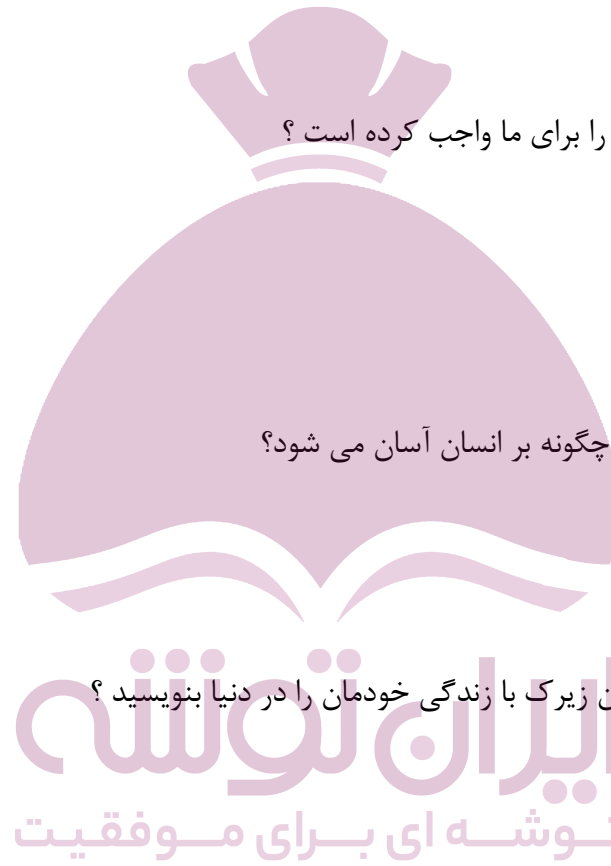 را برای ما واجب کرده است ؟
چگونه بر انسان آسان می شود؟
زیرک با زندگی خودمان را در دنیا بنویسید ؟
ایران توشه
توشه ای برای موفقیت